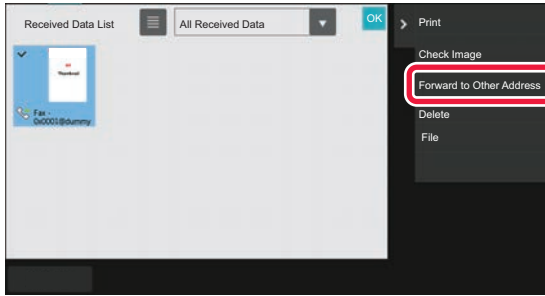 Received Data List
All Received Data
OK
Print
Check Image
Forward to Other Address
Delete
File
Thumbnail
Fax -
0x0001@dummy